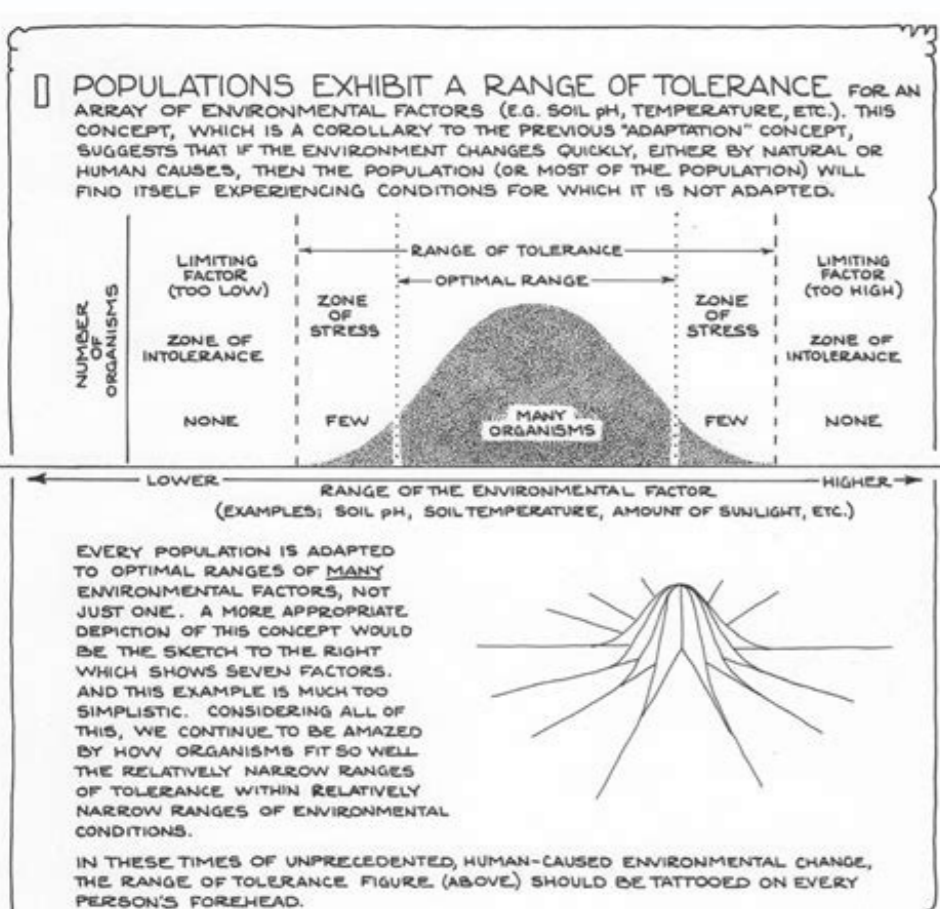 POPULATIONS EXHIBIT A RANGE OF TOLERANCE FOR AN
ARRAY OF ENVIRONMENTAL FACTORS (E.G. SOIL pH, TEMPERATURE, ETC.). THIS
CONCEPT, WHICH IS A COROLLARY TO THE PREVIOUS "ADAPTATION" CONCEPT,
SUGGESTS THAT IF THE ENVIRONMENT CHANGES QUICKLY, EITHER BY NATURAL OR
HUMAN CAUSES, THEN THE POPULATION (OR MOST OF THE POPULATION) WILL
FIND ITSELF EXPERIENCING CONDITIONS FOR WHICH IT IS NOT ADAPTED.
NUMBER
OF
ORGANISMS
LIMITING
FACTOR
(TOO LOW)
ZONE OF
INTOLERANCE
NONE
RANGE OF TOLERANCE
OPTIMAL RANGE
ZONE
OF
STRESS
FEW
MANY
ORGANISMS
ZONE
OF
STRESS
FEW
LIMITING
FACTOR
(TOO HIGH)
ZONE OF
INTOLERANCE
NONE
LOWER
HIGHER
RANGE OF THE ENVIRONMENTAL FACTOR
(EXAMPLES; SOIL pH, SOIL TEMPERATURE, AMOUNT OF SUNLIGHT, ETC.)
EVERY POPULATION IS ADAPTED
TO OPTIMAL RANGES OF MANY
ENVIRONMENTAL FACTORS, NOT
JUST ONE. A MORE APPROPRIATE
DEPICTION OF THIS CONCEPT WOULD
BE THE SKETCH TO THE RIGHT
WHICH SHOWS SEVEN FACTORS.
AND THIS EXAMPLE IS MUCH TOO
SIMPLISTIC. CONSIDERING ALL OF
THIS, WE CONTINUE TO BE AMAZED
BY HOW ORGANISMS FIT SO WELL
THE RELATIVELY NARROW RANGES
OF TOLERANCE WITHIN RELATIVELY
NARROW RANGES OF ENVIRONMENTAL
CONDITIONS.
IN THESE TIMES OF UNPRECEDENTED, HUMAN-CAUSED ENVIRONMENTAL CHANGE,
THE RANGE OF TOLERANCE FIGURE (ABOVE) SHOULD BE TATTOOED ON EVERY
PERSON'S FOREHEAD.